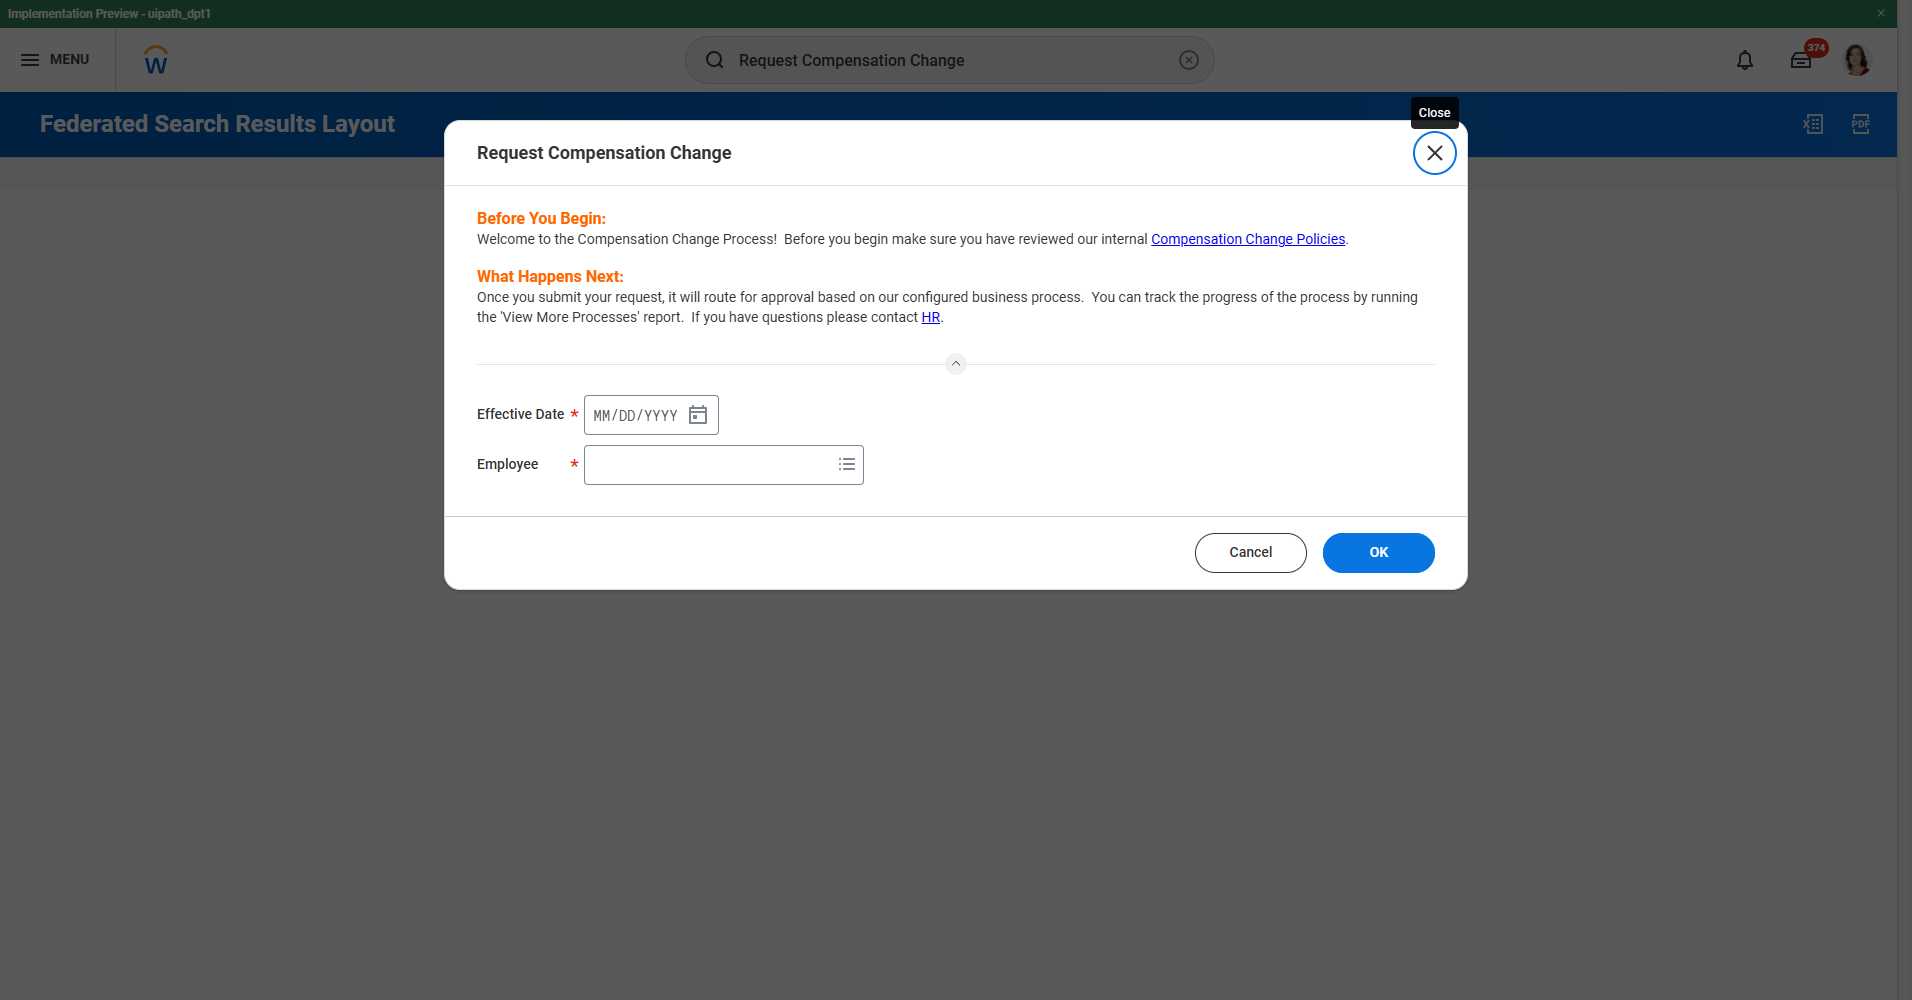 Implementation Preview - uipath_dpt1
MENU
W
Request Compensation Change
374
Federated Search Results Layout
X
PDF
Close
Request Compensation Change
Before You Begin:
Welcome to the Compensation Change Process!  Before you begin make sure you have reviewed our internal Compensation Change Policies.
What Happens Next:
Once you submit your request, it will route for approval based on our configured business process.  You can track the progress of the process by running
the 'View More Processes' report.  If you have questions please contact HR.
Effective Date *
MM/DD/YYYY
Employee *
Cancel
OK